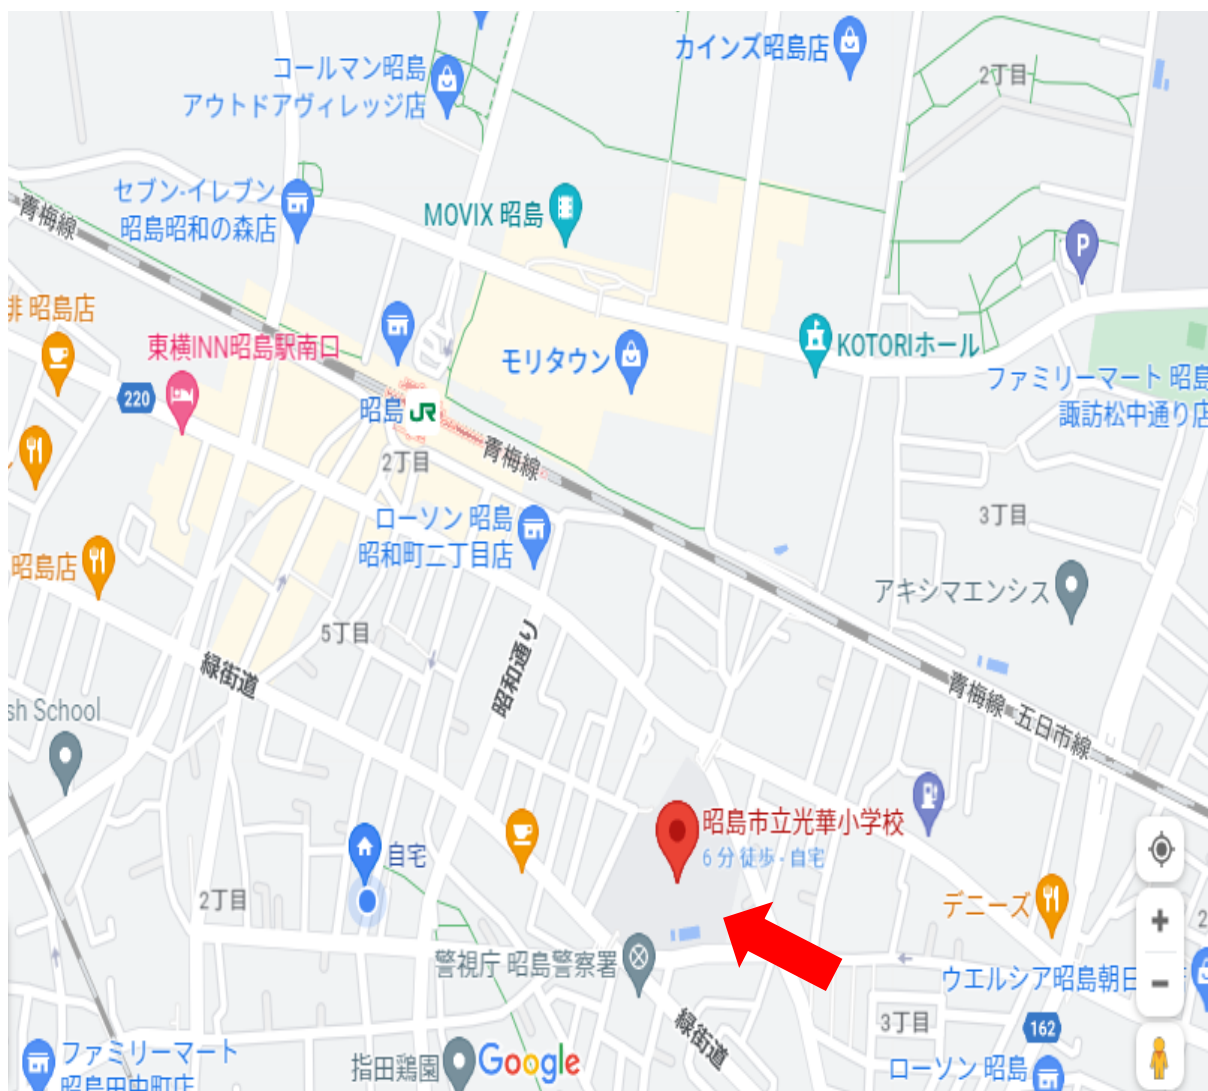 カインズ昭島店
コールマン昭島
アウトドアヴィレッジ店
2丁目
セブン-イレブン
昭島昭和の森店
MOVIX 昭島
青梅線
P
昭島店
東横INN昭島駅南口
モリタウン
KOTORIホール
ファミリーマート 昭島
諏訪松中通り店
220
昭島 JR
2丁目
青梅線
ローソン 昭島
昭和町二丁目店
3丁目
昭島店
アキシマエンシス
5丁目
昭和通り
緑街道
sh School
青梅線・五日市線
昭島市立光華小学校
6 分 徒歩 - 自宅
自宅
2丁目
デニーズ
警視庁 昭島警察署
ウエルシア昭島朝日
店
緑街道
3丁目
162
ファミリーマート
昭島田中町店
指田鶏園
Google
ローソン 昭島